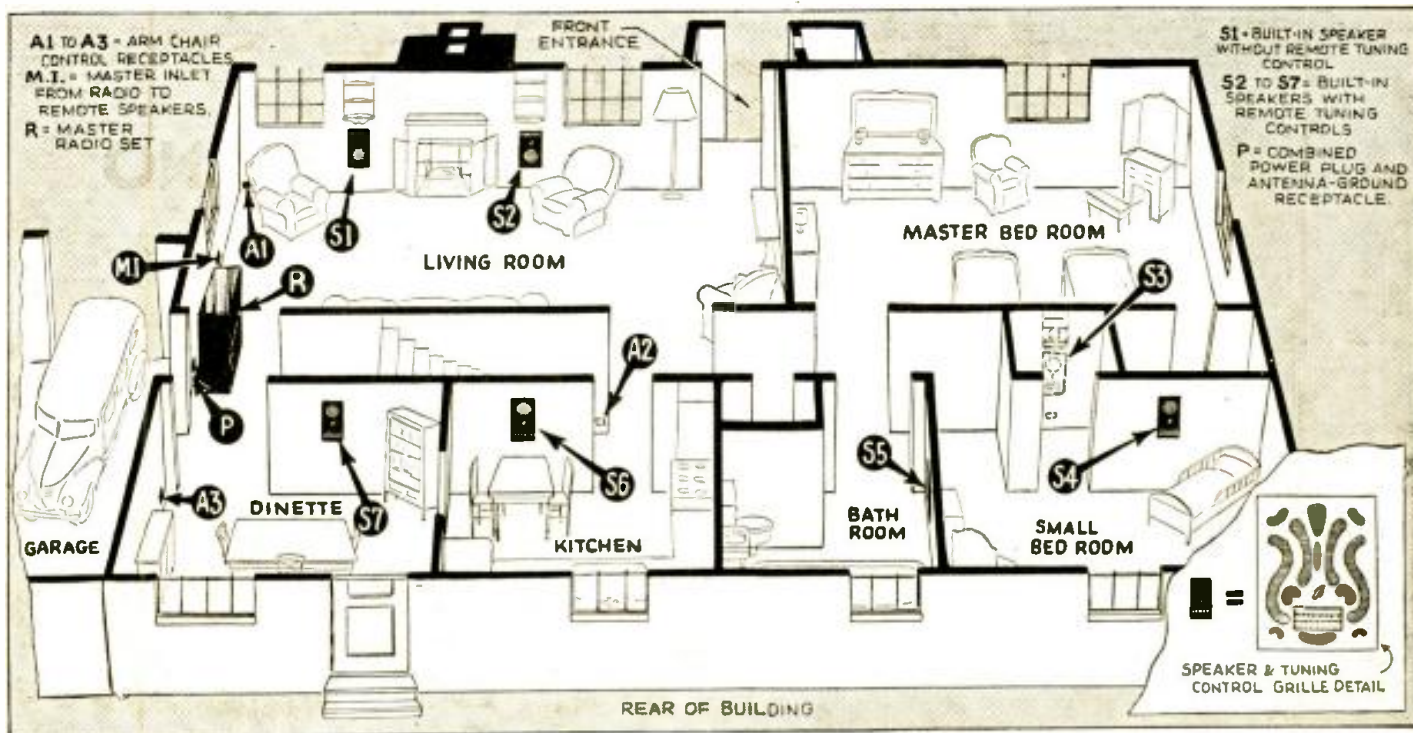 A1 TO A3 = ARM CHAIR
CONTROL RECEPTACLES
M.I. = MASTER INLET
FROM RADIO TO
REMOTE SPEAKERS.
R = MASTER
RADIO SET
FRONT
ENTRANCE
S1 = BUILT-IN SPEAKER
WITHOUT REMOTE TUNING
CONTROL
S2 TO S7 = BUILT-IN
SPEAKERS WITH
REMOTE TUNING
CONTROLS
P = COMBINED
POWER PLUG AND
ANTENNA-GROUND
RECEPTACLE.
A1
S1
S2
LIVING ROOM
MASTER BED ROOM
M.I
R
S3
A2
P
A3
DINETTE
S7
S6
KITCHEN
S5
BATH
ROOM
S4
SMALL
BED ROOM
GARAGE
=
SPEAKER & TUNING
CONTROL GRILLE DETAIL
REAR OF BUILDING